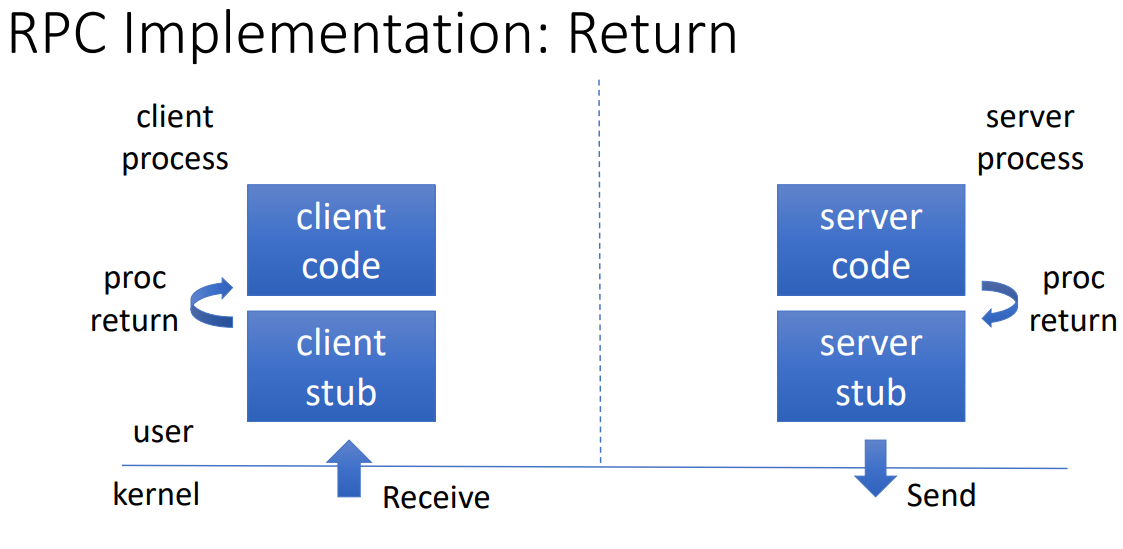 RPC Implementation: Return
client
process
server
process
client
code
server
code
proc
return
proc
return
client
stub
server
stub
user
kernel
Receive
Send